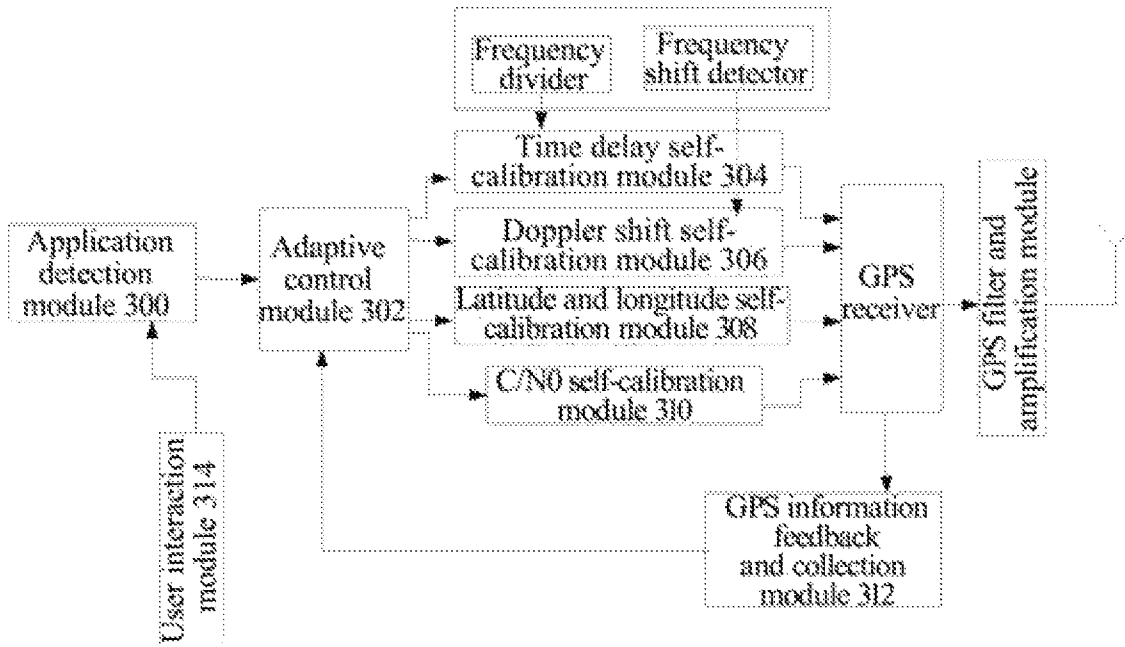 Frequency
divider
Frequency
shift detector
Time delay self-
calibration module 304
Doppler shift self-
calibration module 306
Latitude and longitude self-
calibration module 308
C/N0 self-calibration
module 310
Application
detection
module 300
Adaptive
control
module 302
GPS
receiver
GPS filter and
amplification module
User interaction
module 314
GPS information
feedback
and collection
module 312